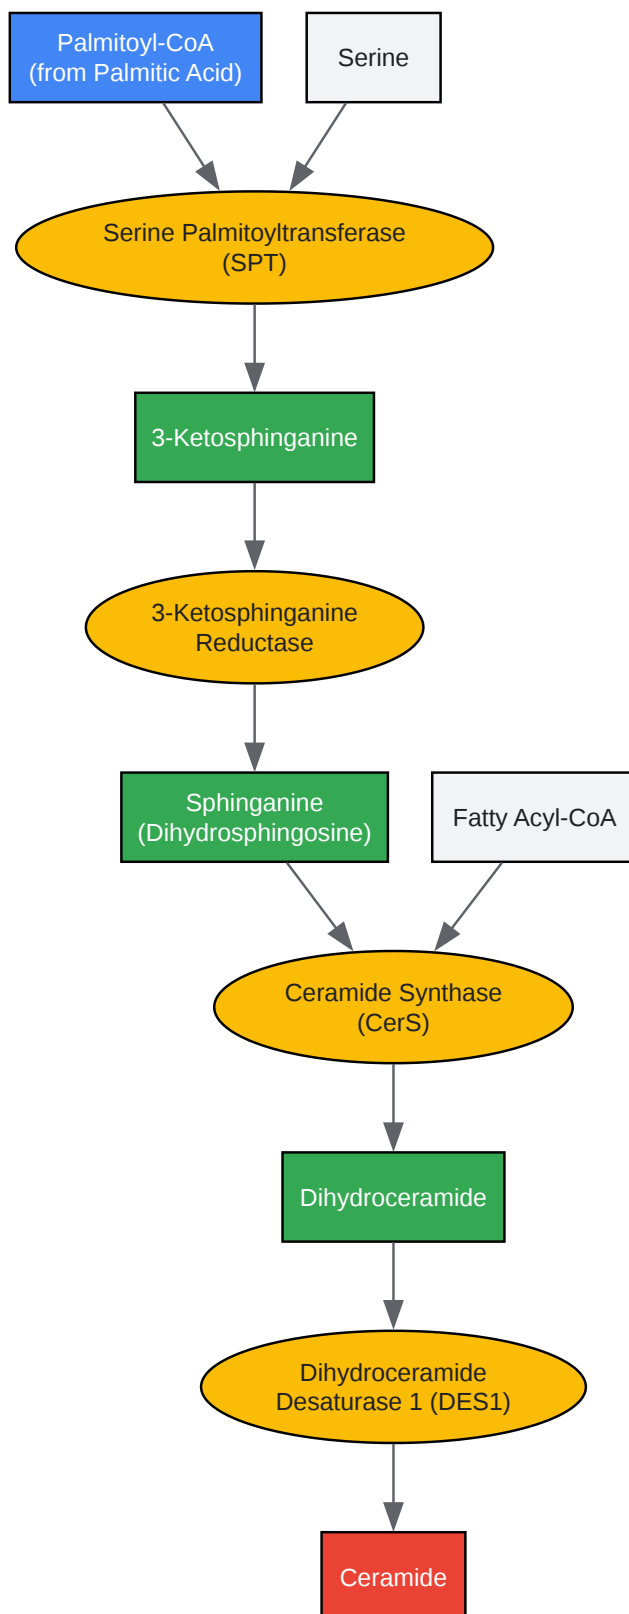 Palmitoyl-CoA
(from Palmitic Acid)
Serine
Serine Palmitoyltransferase
(SPT)
3-Ketosphinganine
3-Ketosphinganine
Reductase
Sphinganine
(Dihydrosphingosine)
Fatty Acyl-CoA
Ceramide Synthase
(CerS)
Dihydroceramide
Dihydroceramide
Desaturase 1 (DES1)
Ceramide